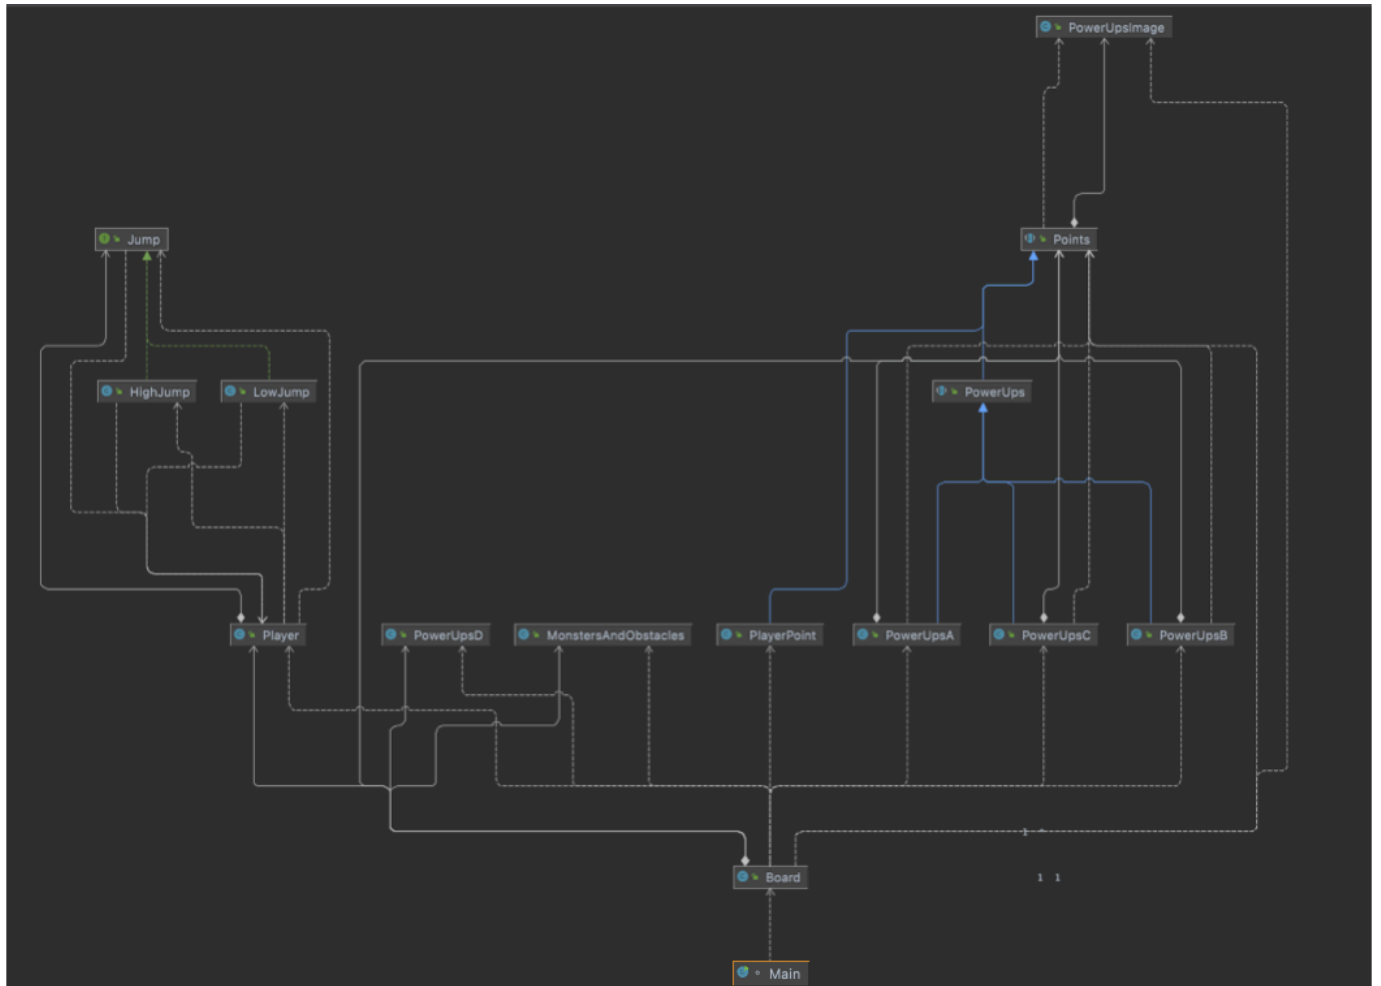 PowerUpsImage
Jump
Points
HighJump
LowJump
PowerUps
Player
PowerUpsD
MonstersAndObstacles
PlayerPoint
PowerUpsA
PowerUpsC
PowerUpsB
1
Board
1 1
Main